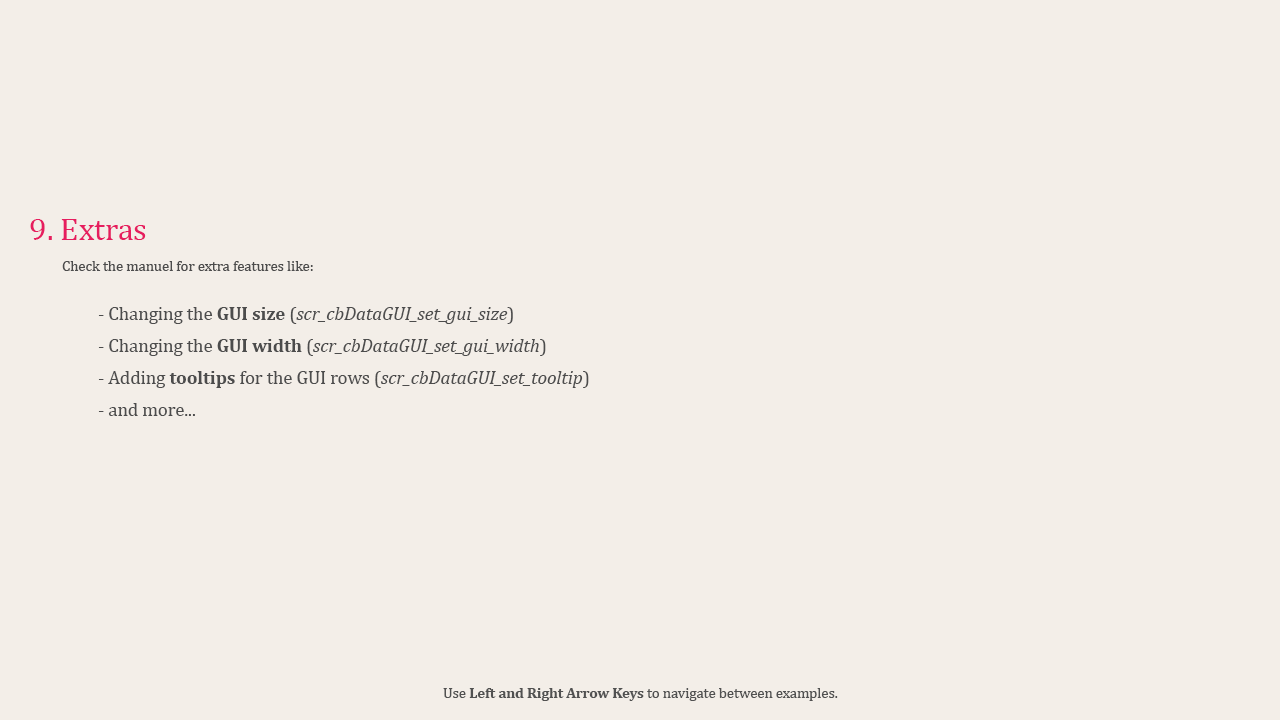 9. Extras
Check the manuel for extra features like:
- Changing the GUI size (scr_cbDataGUI_set_gui_size)
- Changing the GUI width (scr_cbDataGUI_set_gui_width)
- Adding tooltips for the GUI rows (scr_cbDataGUI_set_tooltip)
- and more...
Use Left and Right Arrow Keys to navigate between examples.